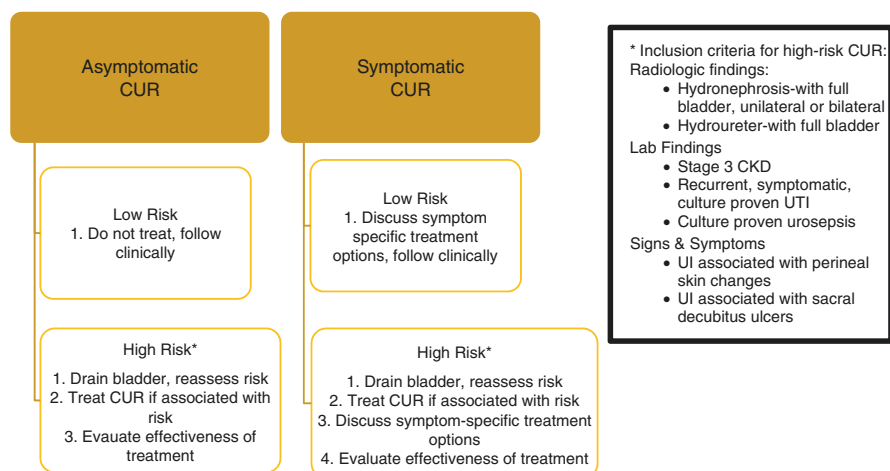 Asymptomatic
CUR
Low Risk
1. Do not treat, follow
clinically
High Risk*
1. Drain bladder, reassess risk
2. Treat CUR if associated with
risk
3. Evauate effectiveness of
treatment
Symptomatic
CUR
Low Risk
1. Discuss symptom
specific treatment
options, follow clinically
High Risk*
1. Drain bladder, reassess risk
2. Treat CUR if associated with risk
3. Discuss symptom-specific treatment
options
4. Evaluate effectiveness of treatment
* Inclusion criteria for high-risk CUR:
Radiologic findings:
• Hydronephrosis-with full
bladder, unilateral or bilateral
• Hydroureter-with full bladder
Lab Findings
• Stage 3 CKD
• Recurrent, symptomatic,
culture proven UTI
• Culture proven urosepsis
Signs & Symptoms
• UI associated with perineal
skin changes
• UI associated with sacral
decubitus ulcers